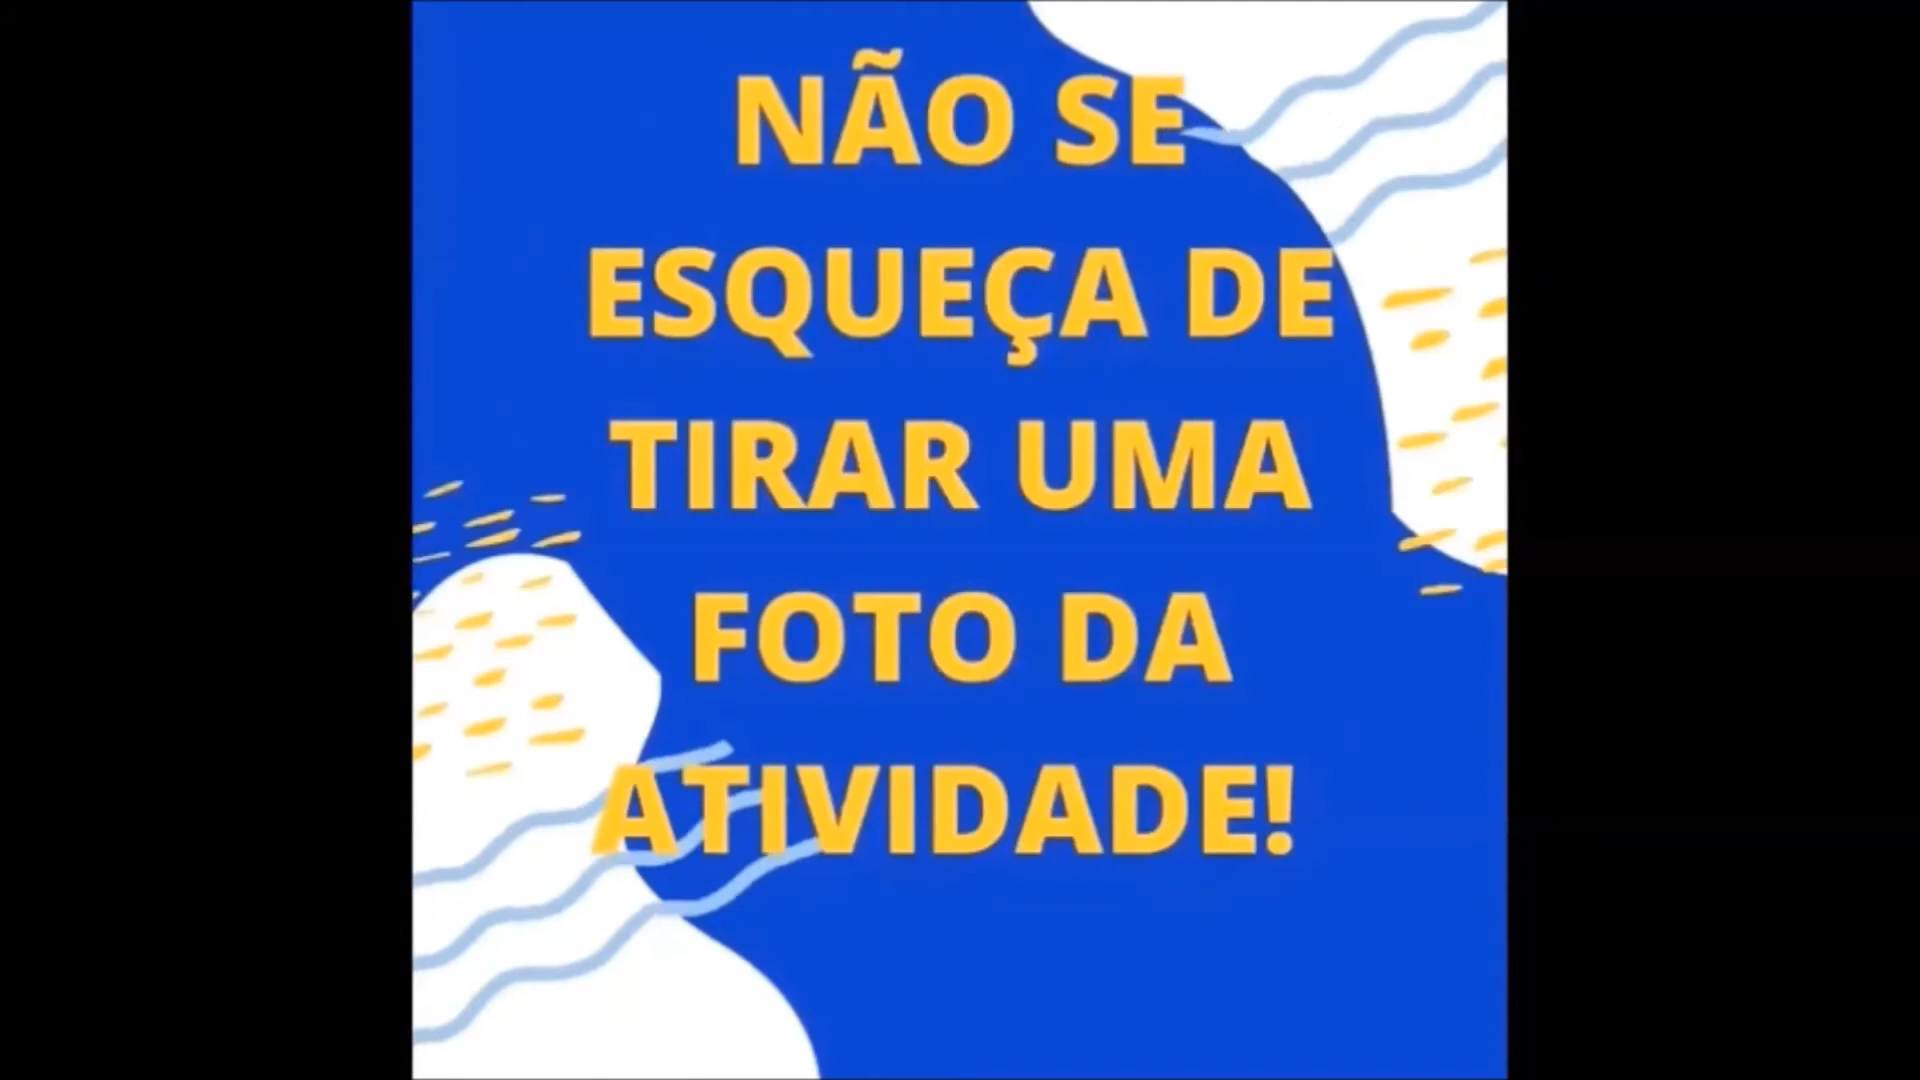 NÃO SE
ESQUEÇA DE
TIRAR UMA
FOTO DA
ATIVIDADE!